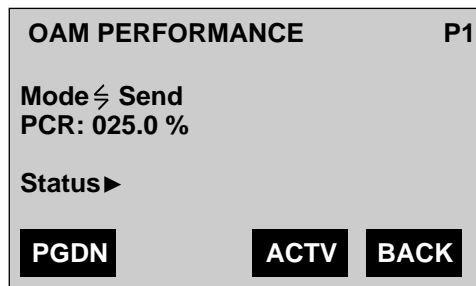 OAM PERFORMANCE P1
Mode ⇋ Send
PCR: 025.0 %
Status►
PGDN ACTV BACK